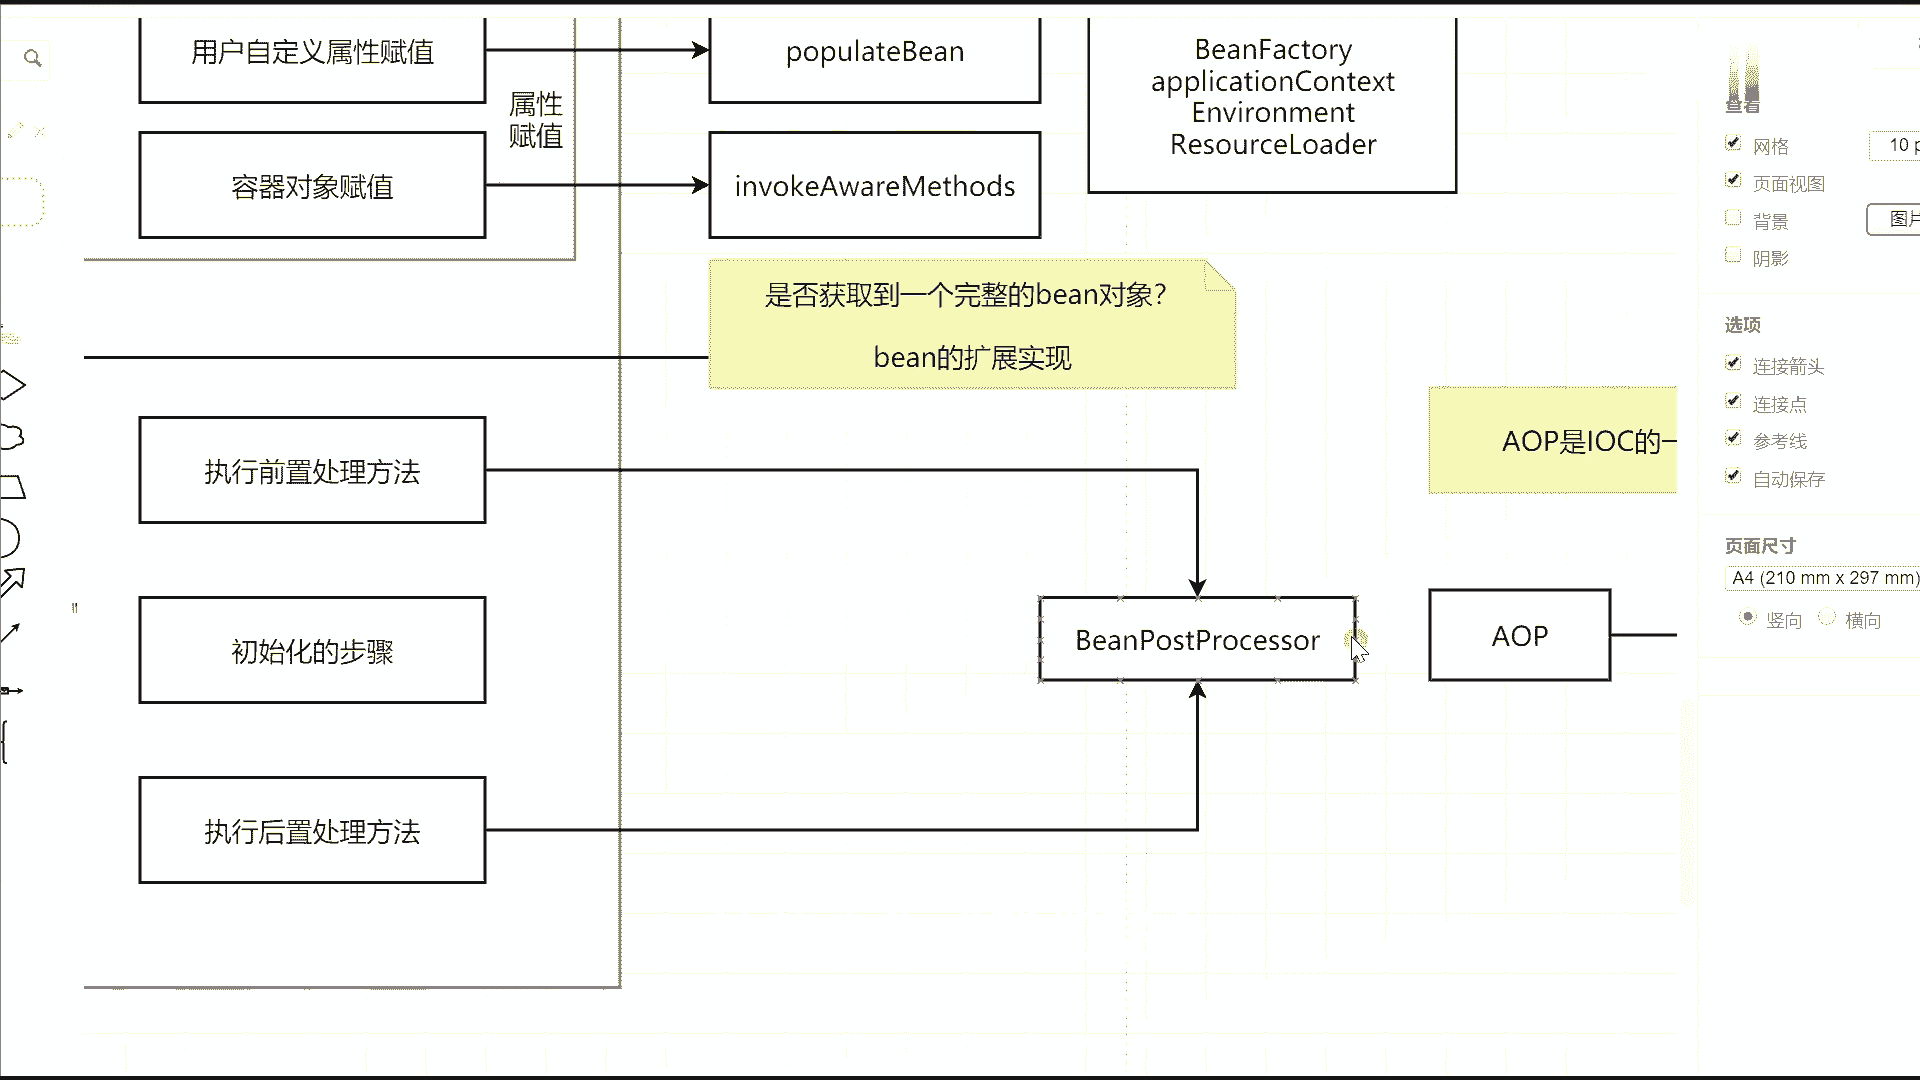 用户自定义属性赋值
populateBean
BeanFactory
applicationContext
Environment
ResourceLoader
属性
赋值
容器对象赋值
invokeAwareMethods
是否获取到一个完整的bean对象?
bean的扩展实现
AOP是IOC的一
执行前置处理方法
初始化的步骤
BeanPostProcessor
AOP
执行后置处理方法
查看
网格
10 p
页面视图
背景
图片
阴影
选项
连接箭头
连接点
参考线
自动保存
页面尺寸
A4 (210 mm x 297 mm)
竖向
横向